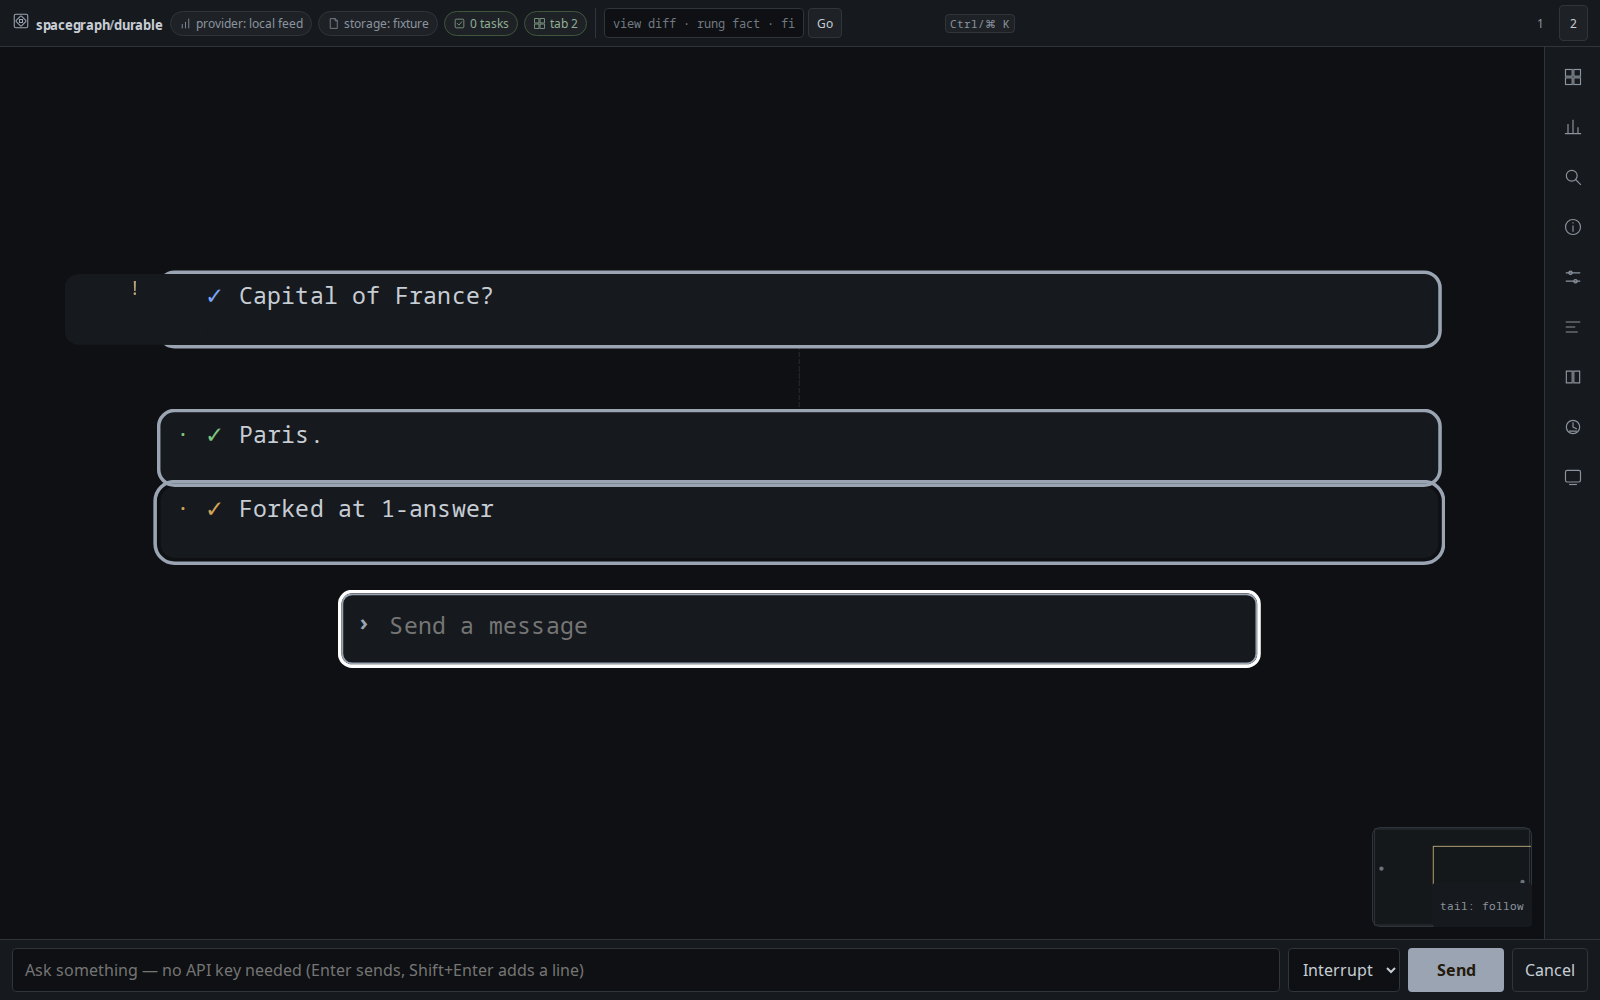 spacegraph/durable provider: local feed storage: fixture 0 tasks tab 2 view diff · rung fact · fi Go Ctrl/⌘ K 1 2
! ✓ Capital of France?
· ✓ Paris.
· ✓ Forked at 1-answer
› Send a message
tail: follow
Ask something — no API key needed (Enter sends, Shift+Enter adds a line) Interrupt Send Cancel